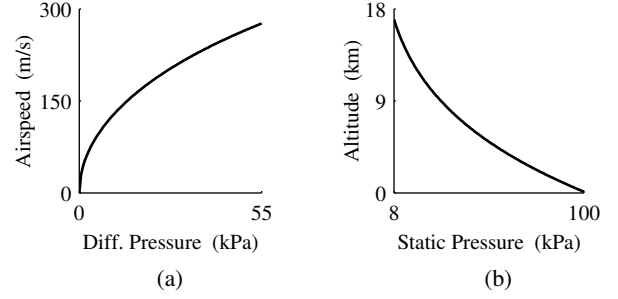 300
150
0
Airspeed (m/s)
0 55
Diff. Pressure (kPa)
(a)
18
9
0
Altitude (km)
8 100
Static Pressure (kPa)
(b)